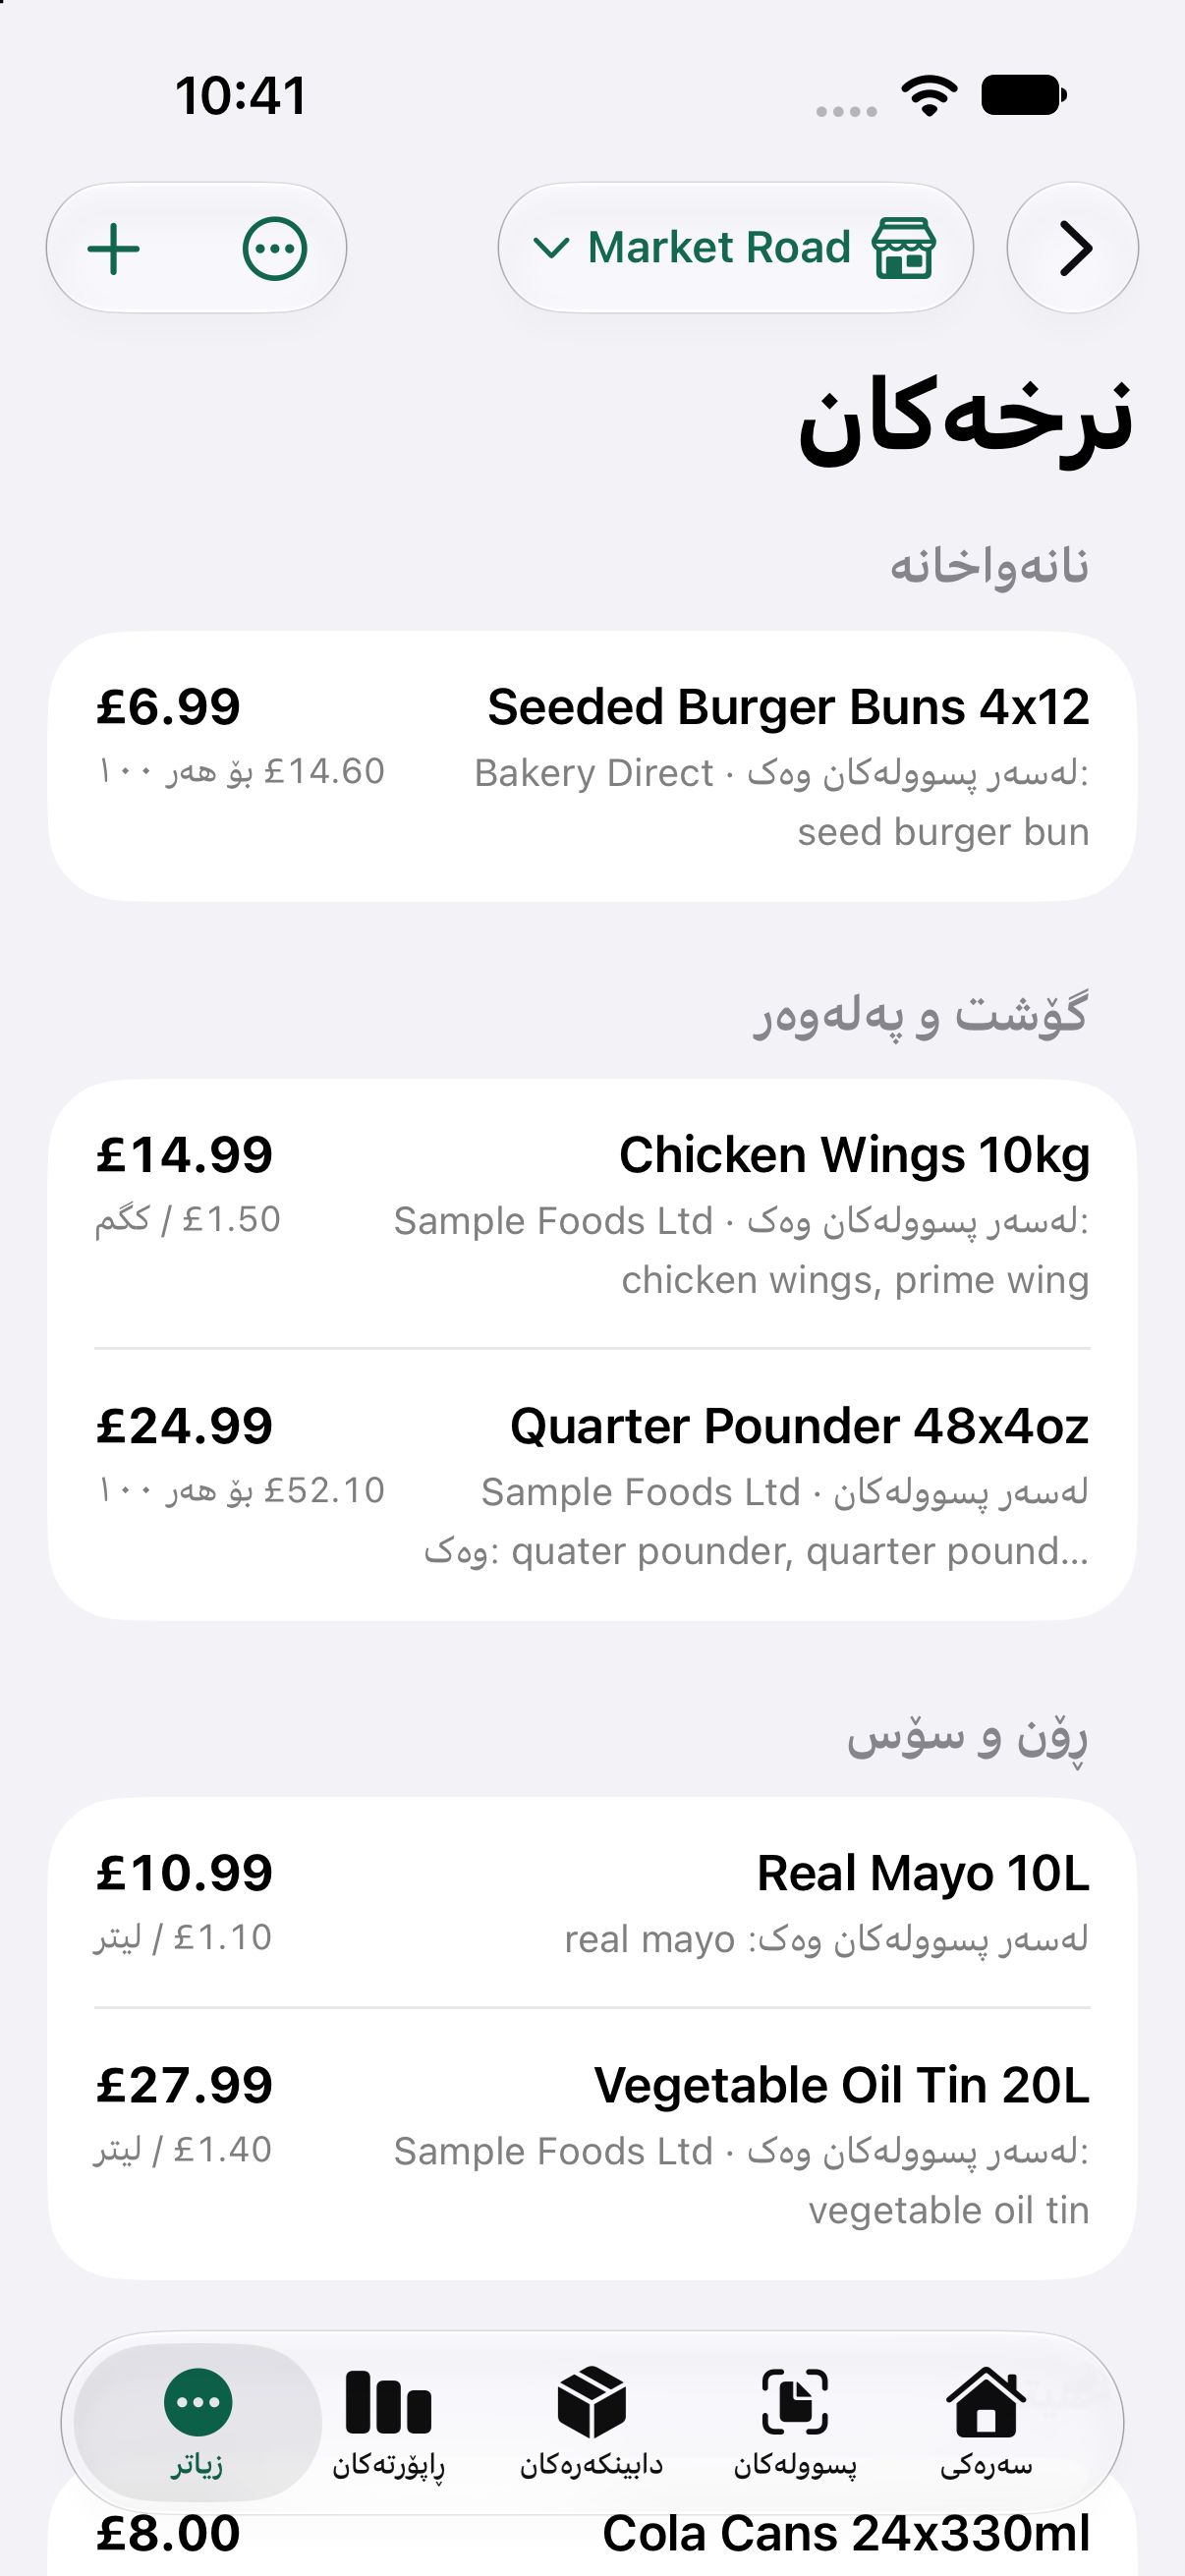 10:41
Market Road
نرخەکان
نانەواخانە
Seeded Burger Buns 4x12
£6.99
Bakery Direct · لەسەر پسوولەکان وەک:
seed burger bun
£14.60 بۆ هەر ١٠٠
گۆشت و پەلەوەر
Chicken Wings 10kg
£14.99
Sample Foods Ltd · لەسەر پسوولەکان وەک:
chicken wings, prime wing
£1.50 / کگم
Quarter Pounder 48x4oz
£24.99
Sample Foods Ltd · لەسەر پسوولەکان
وەک: quater pounder, quarter pound...
£52.10 بۆ هەر ١٠٠
ڕۆن و سۆس
Real Mayo 10L
£10.99
لەسەر پسوولەکان وەک: real mayo
£1.10 / لیتر
Vegetable Oil Tin 20L
£27.99
Sample Foods Ltd · لەسەر پسوولەکان وەک:
vegetable oil tin
£1.40 / لیتر
Cola Cans 24x330ml
£8.00
سەرەکی
پسوولەکان
دابینکەرەکان
ڕاپۆرتەکان
زیاتر